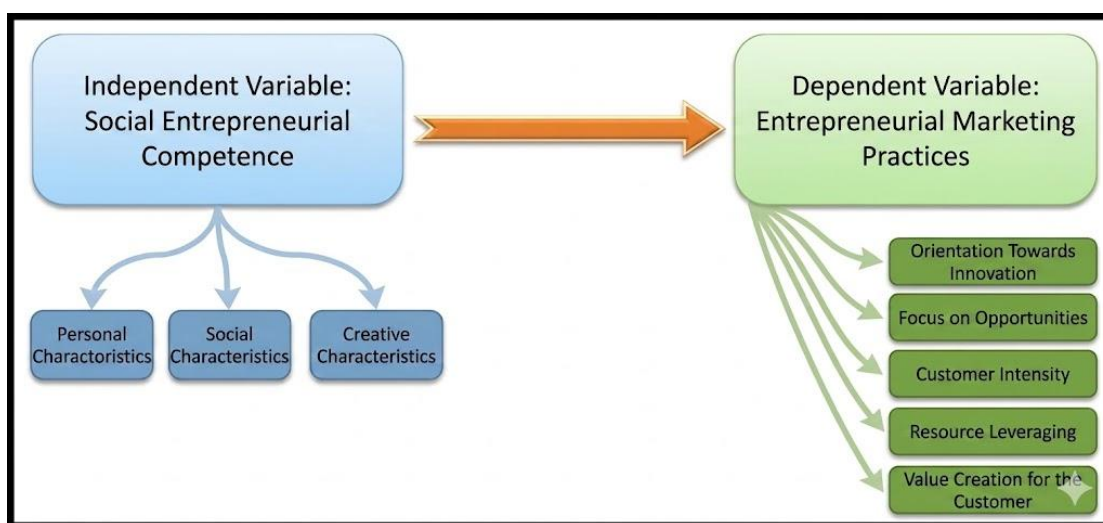 Independent Variable:
Social Entrepreneurial
Competence
Dependent Variable:
Entrepreneurial Marketing
Practices
Personal
Charactoristics
Social
Characteristics
Creative
Characteristics
Orientation Towards
Innovation
Focus on Opportunities
Customer Intensity
Resource Leveraging
Value Creation for the
Customer